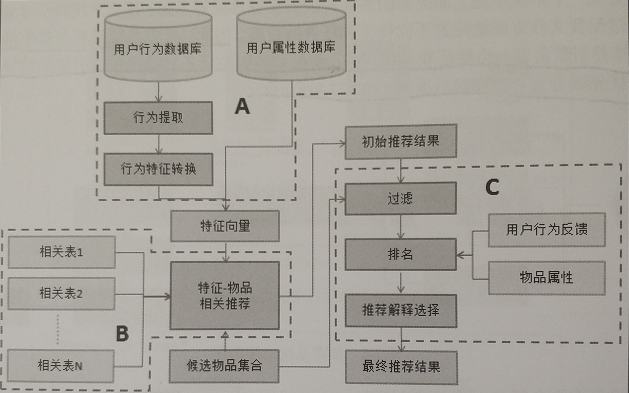 用户行为数据库
用户属性数据库
A
行为提取
行为特征转换
特征向量
相关表1
相关表2
相关表N
B
特征-物品
相关推荐
候选物品集合
初始推荐结果
C
过滤
排名
用户行为反馈
物品属性
推荐解释选择
最终推荐结果